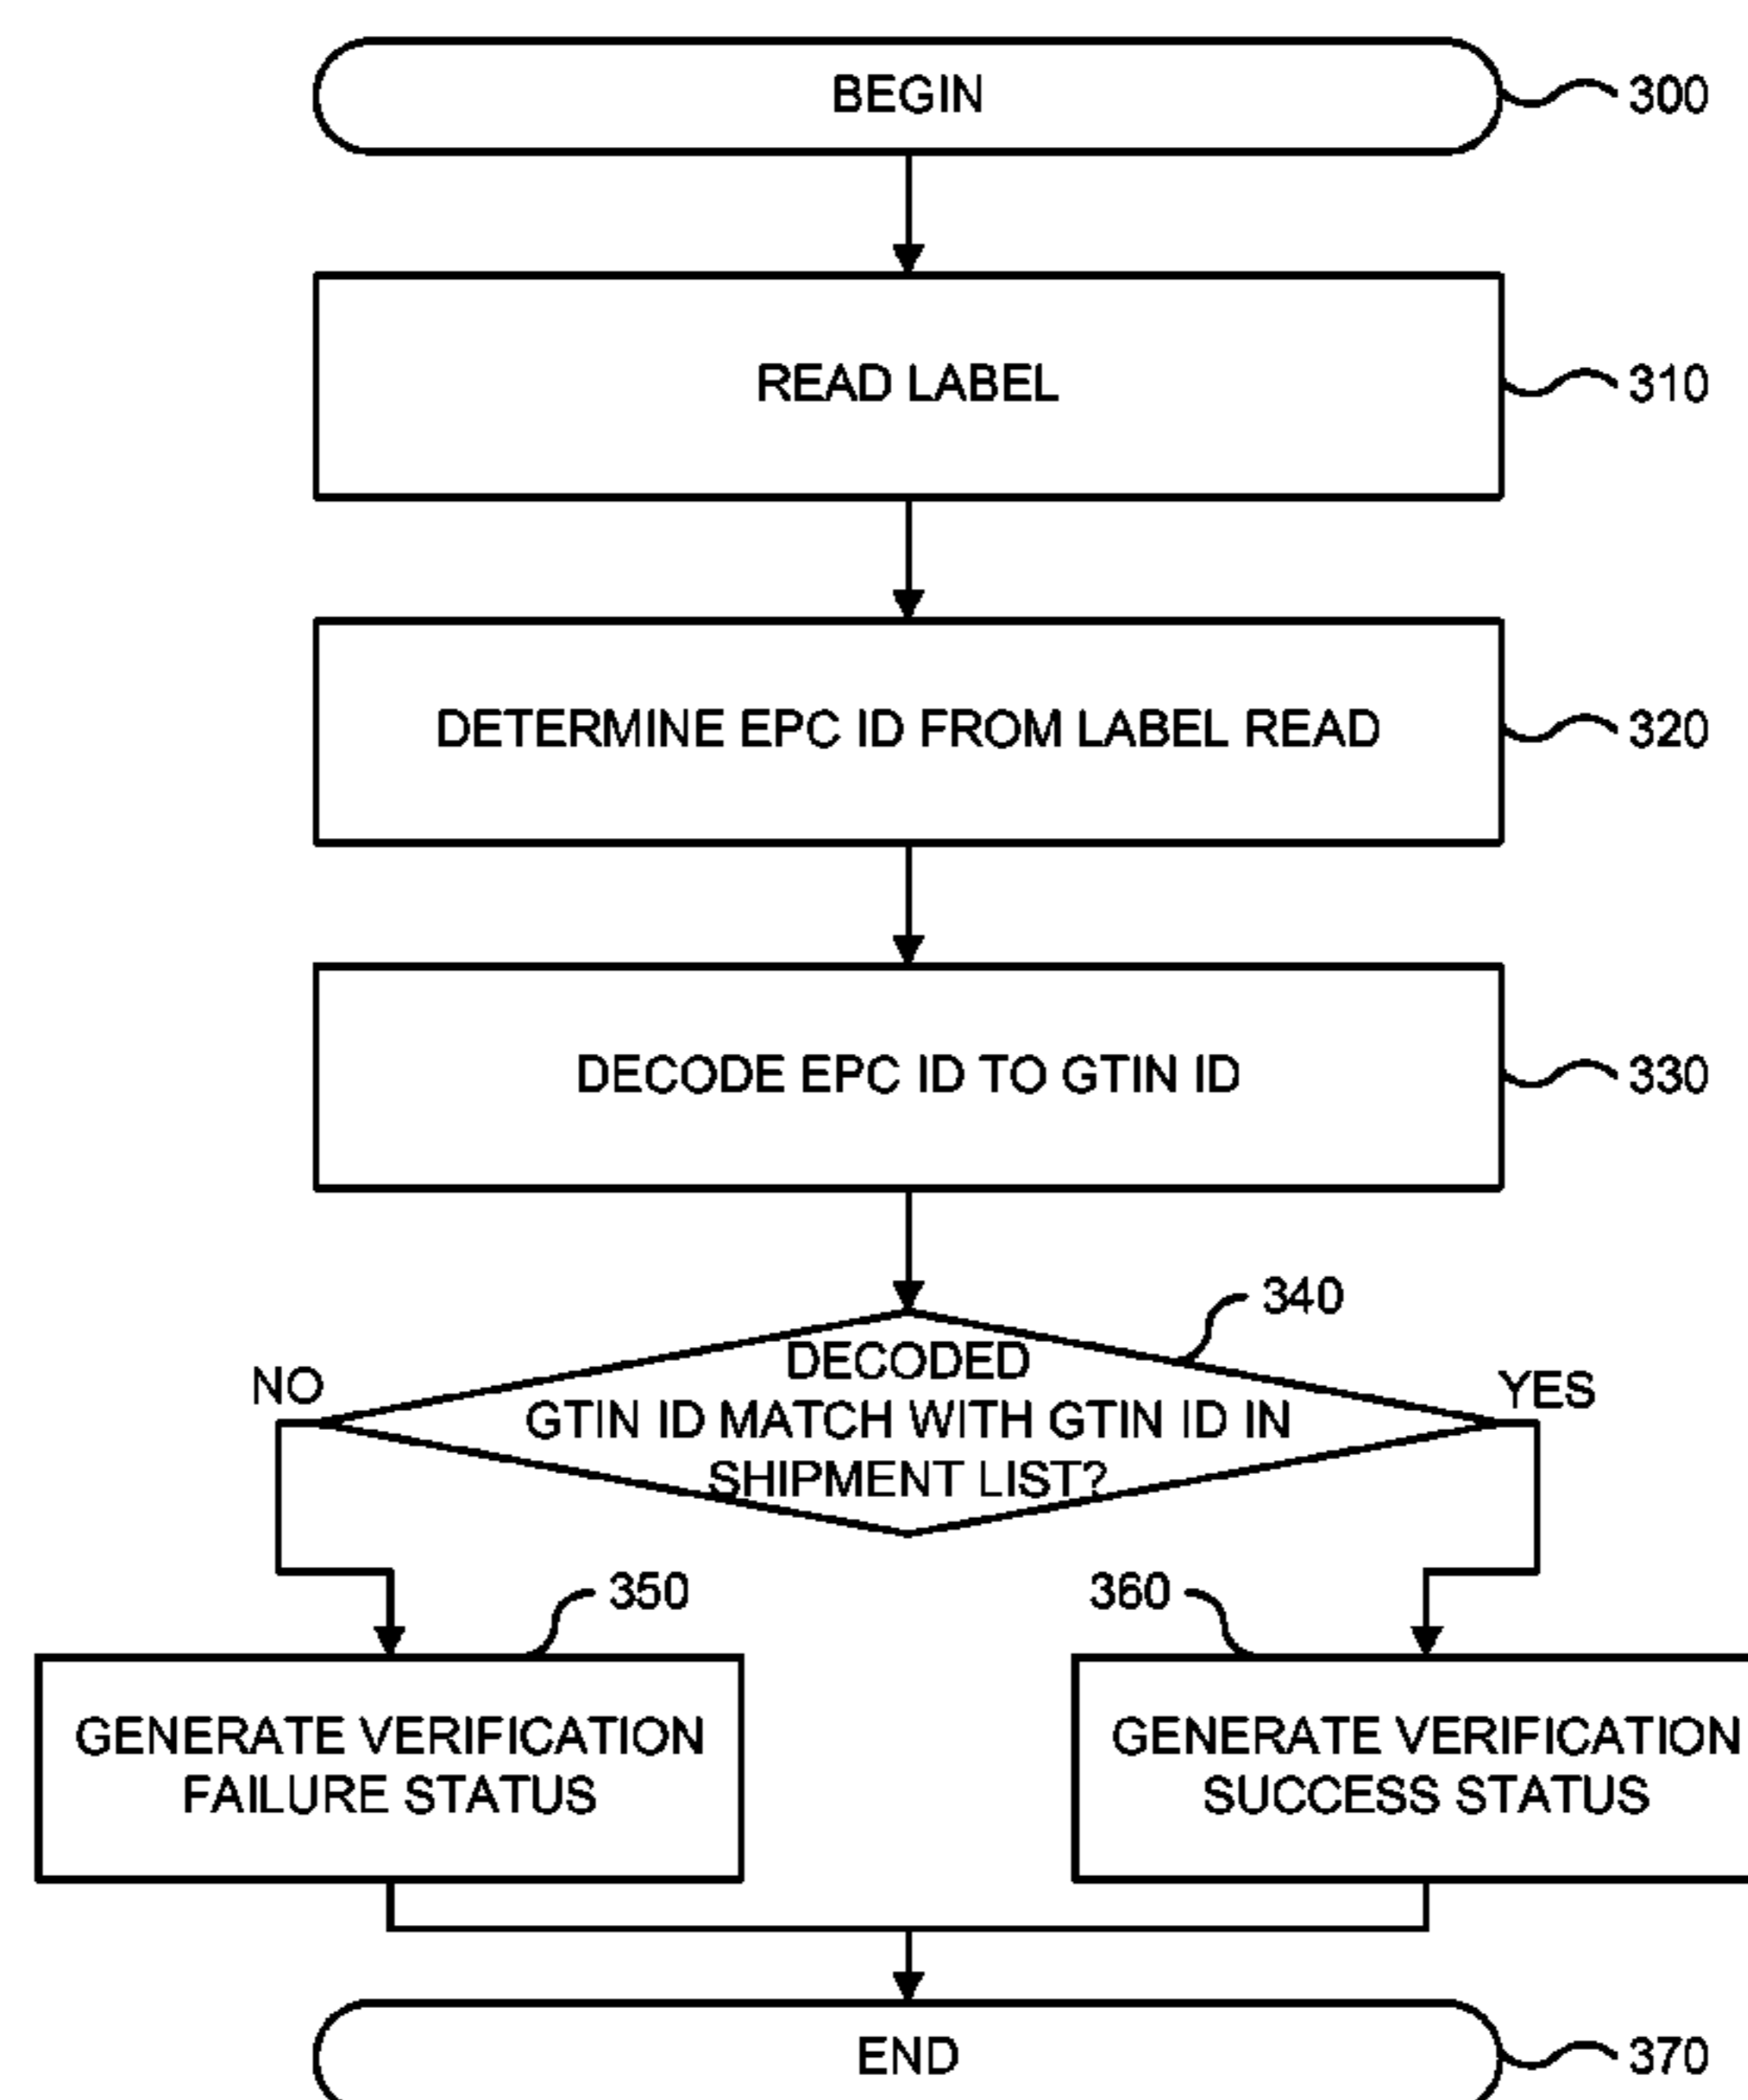 BEGIN
300
READ LABEL
310
DETERMINE EPC ID FROM LABEL READ
320
DECODE EPC ID TO GTIN ID
330
340
DECODED
GTIN ID MATCH WITH GTIN ID IN
SHIPMENT LIST?
NO
YES
350
360
GENERATE VERIFICATION
FAILURE STATUS
GENERATE VERIFICATION
SUCCESS STATUS
END
370